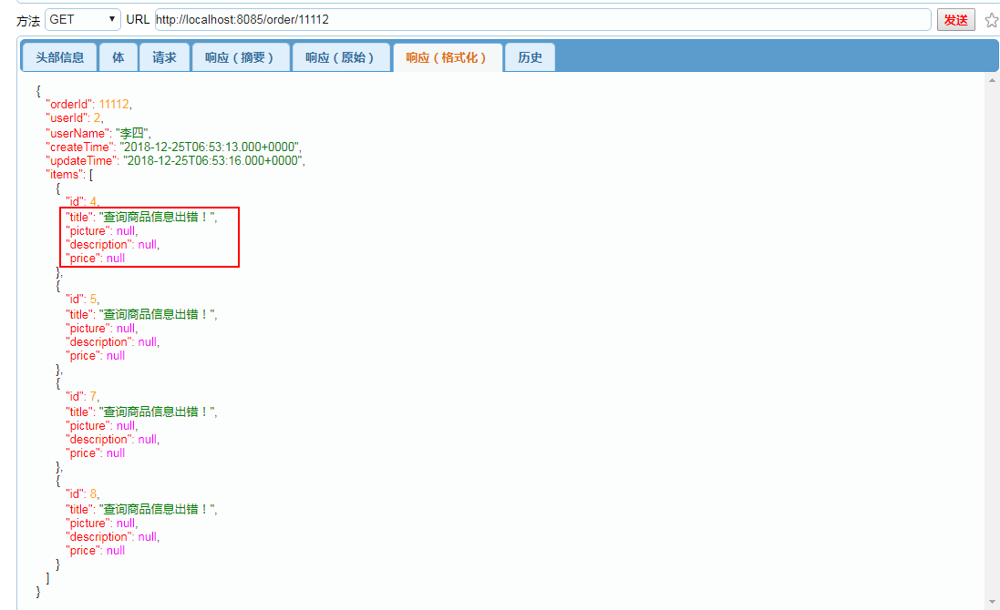 方法 GET URL http://localhost:8085/order/11112 发送
头部信息 体 请求 响应（摘要） 响应（原始） 响应（格式化） 历史
{
"orderId": 11112,
"userId": 2,
"userName": "李四",
"createTime": "2018-12-25T06:53:13.000+0000",
"updateTime": "2018-12-25T06:53:16.000+0000",
"items": [
{
"id": 4,
"title": "查询商品信息出错！",
"picture": null,
"description": null,
"price": null
},
{
"id": 5,
"title": "查询商品信息出错！",
"picture": null,
"description": null,
"price": null
},
{
"id": 7,
"title": "查询商品信息出错！",
"picture": null,
"description": null,
"price": null
},
{
"id": 8,
"title": "查询商品信息出错！",
"picture": null,
"description": null,
"price": null
}
]
}